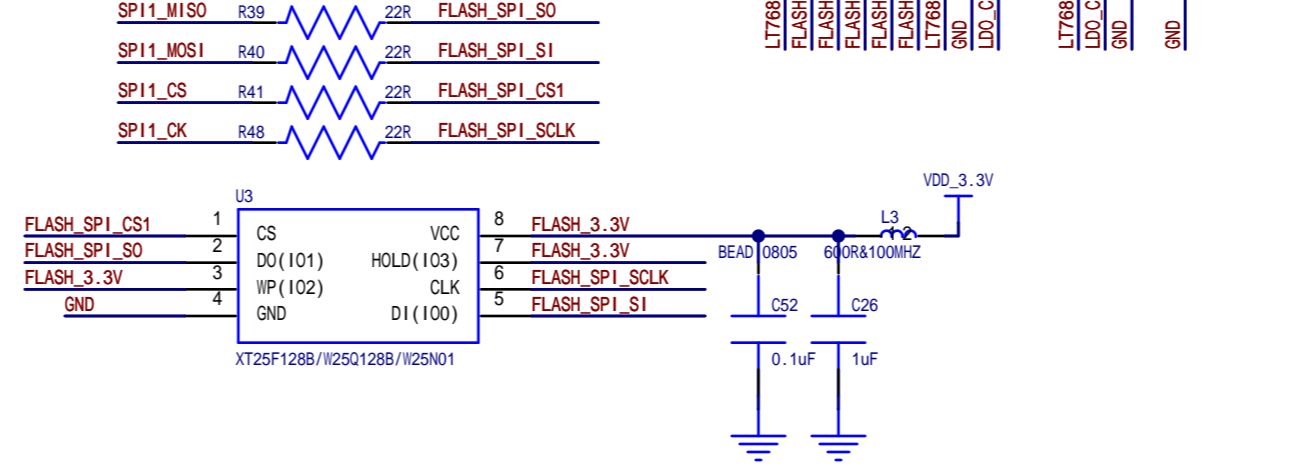 SPI1_MISO R39 22R FLASH_SPI_SO
SPI1_MOSI R40 22R FLASH_SPI_SI
SPI1_CS R41 22R FLASH_SPI_CS1
SPI1_CK R48 22R FLASH_SPI_SCLK
LT768
FLASH
FLASH
FLASH
FLASH
FLASH
LT768
GND
LDO_C
LT768
LDO_C
GND
GND
U3
FLASH_SPI_CS1 1 CS VCC 8 FLASH_3.3V
FLASH_SPI_SO 2 DO(IO1) HOLD(IO3) 7 FLASH_3.3V
FLASH_3.3V 3 WP(IO2) CLK 6 FLASH_SPI_SCLK
GND 4 GND DI(IO0) 5 FLASH_SPI_SI
XT25F128B/W25Q128B/W25N01
VDD_3.3V
L3
1 2
BEAD 0805 600R&100MHZ
C52 C26
0.1uF 1uF